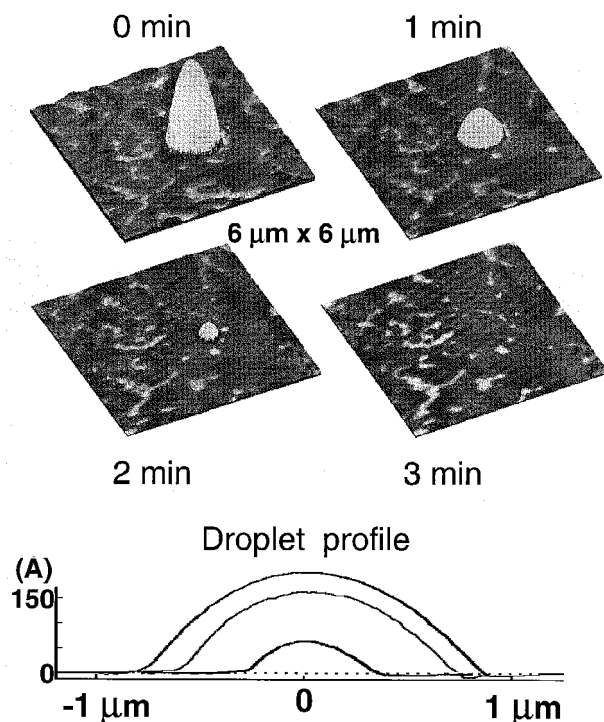 0 min 1 min
6 μm x 6 μm
2 min 3 min
Droplet profile
(A)
150
0
-1 μm 0 1 μm